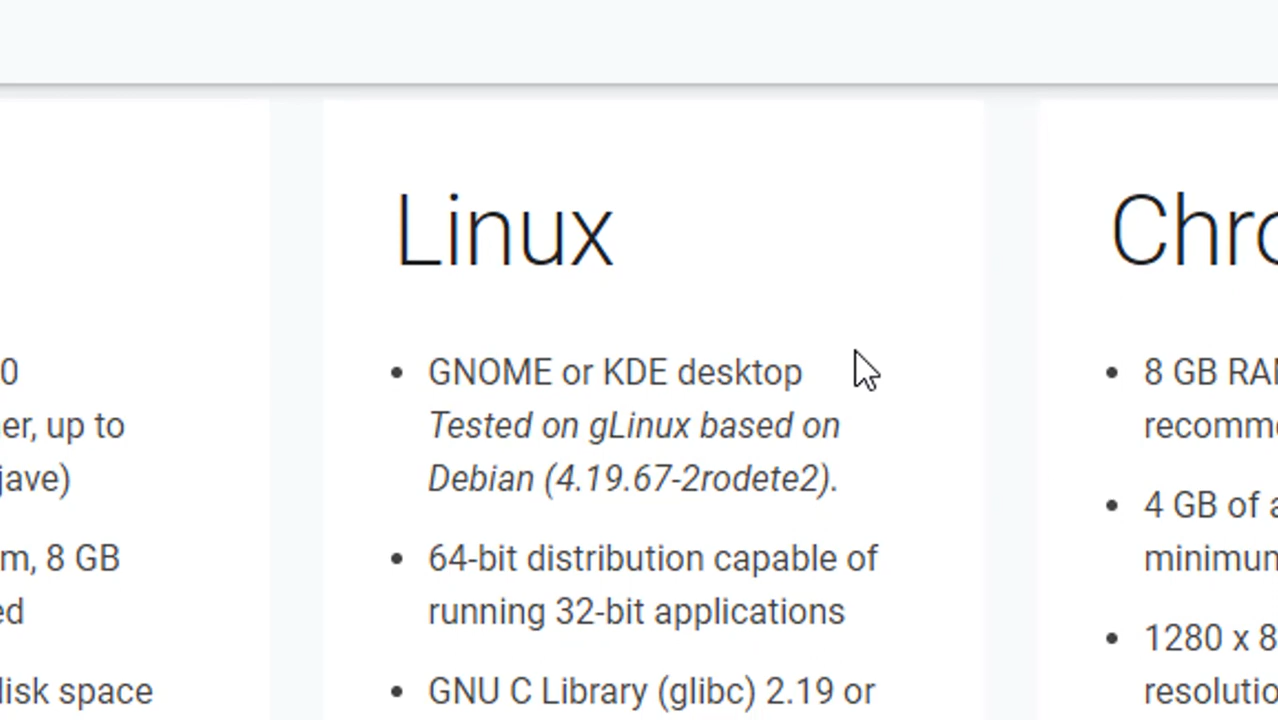 0
er, up to
jave)
m, 8 GB
ed
disk space
Linux
GNOME or KDE desktop
Tested on gLinux based on
Debian (4.19.67-2rodete2).
64-bit distribution capable of
running 32-bit applications
GNU C Library (glibc) 2.19 or
Chro
8 GB RAM
recomme
4 GB of a
minimum
1280 x 8
resolutio